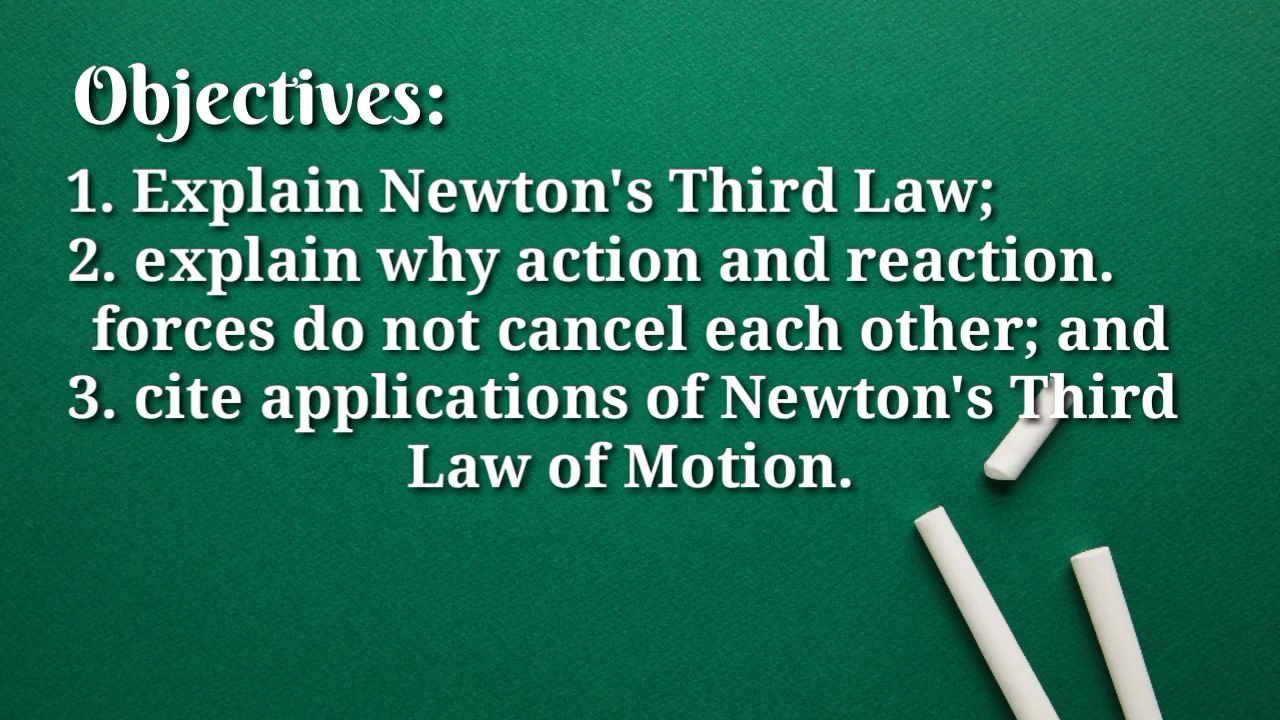 Objectives:
1. Explain Newton's Third Law;
2. explain why action and reaction.
forces do not cancel each other; and
3. cite applications of Newton's Third
Law of Motion.